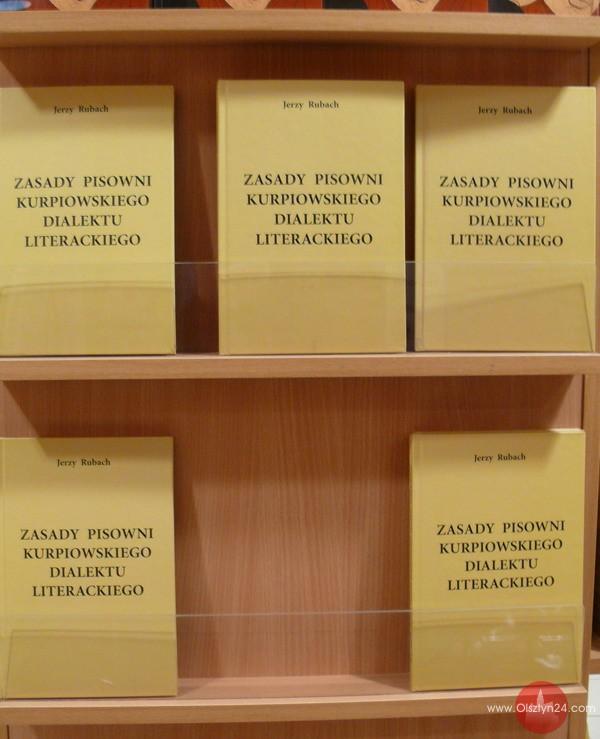 Jerzy Rubach
ZASADY PISOWNI
KURPIOWSKIEGO
DIALEKTU
LITERACKIEGO
Jerzy Rubach
ZASADY PISOWNI
KURPIOWSKIEGO
DIALEKTU
LITERACKIEGO
Jerzy Rubach
ZASADY PISOWNI
KURPIOWSKIEGO
DIALEKTU
LITERACKIEGO
Jerzy Rubach
ZASADY PISOWNI
KURPIOWSKIEGO
DIALEKTU
LITERACKIEGO
Jerzy Rubach
ZASADY PISOWNI
KURPIOWSKIEGO
DIALEKTU
LITERACKIEGO
www.Olsztyn24.com